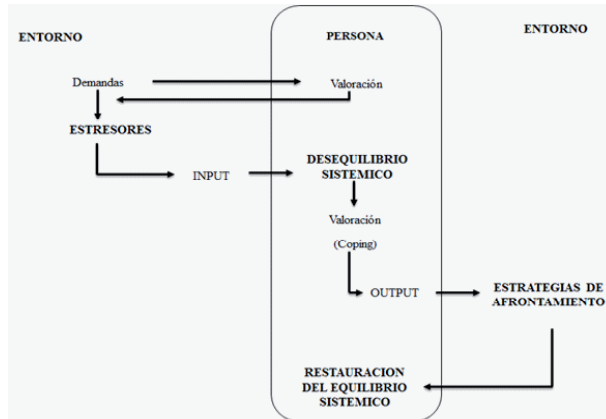 ENTORNO
PERSONA
ENTORNO
Demandas
Valoración
ESTRESORES
INPUT
DESEQUILIBRIO
SISTEMICO
Valoración
(Coping)
OUTPUT
ESTRATEGIAS DE
AFRONTAMIENTO
RESTAURACION
DEL EQUILIBRIO
SISTEMICO